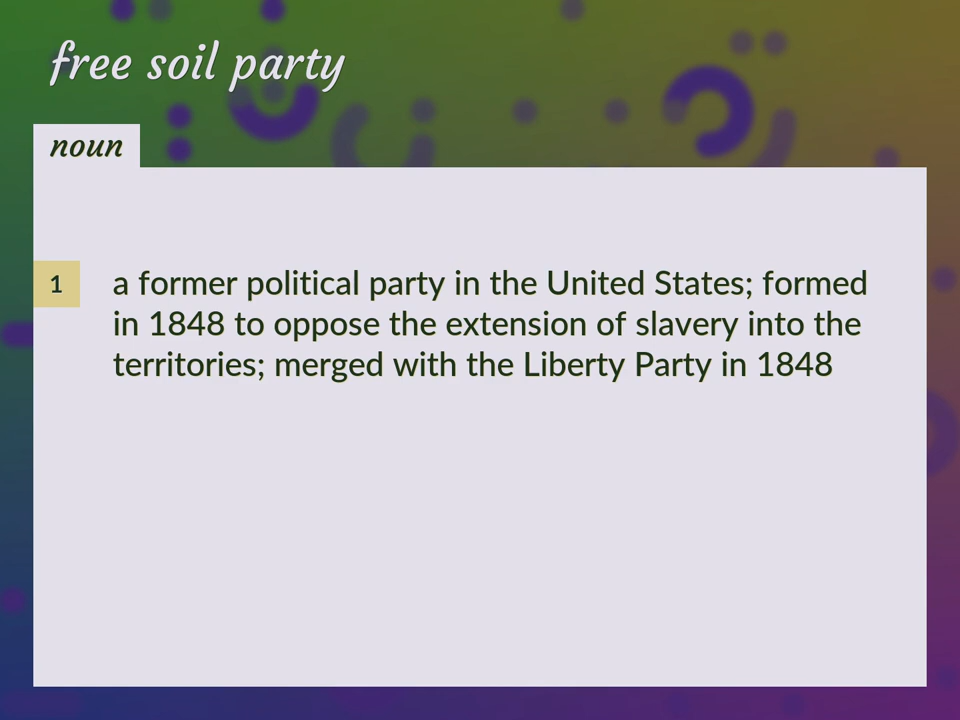 free soil party
noun
1
a former political party in the United States; formed
in 1848 to oppose the extension of slavery into the
territories; merged with the Liberty Party in 1848